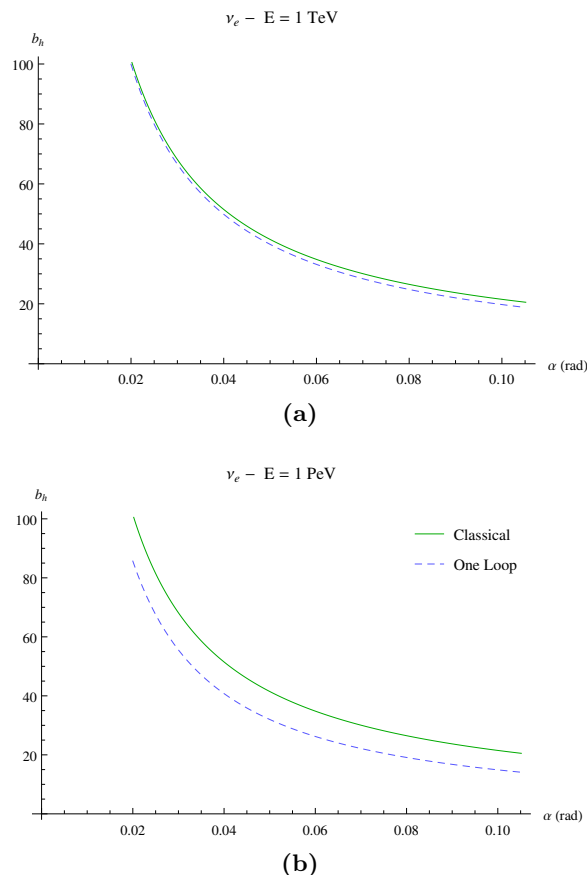 ν_e − E = 1 TeV
b_h
100
80
60
40
20
0.02 0.04 0.06 0.08 0.10
α (rad)
(a)
ν_e − E = 1 PeV
b_h
100
Classical
One Loop
80
60
40
20
0.02 0.04 0.06 0.08 0.10
α (rad)
(b)